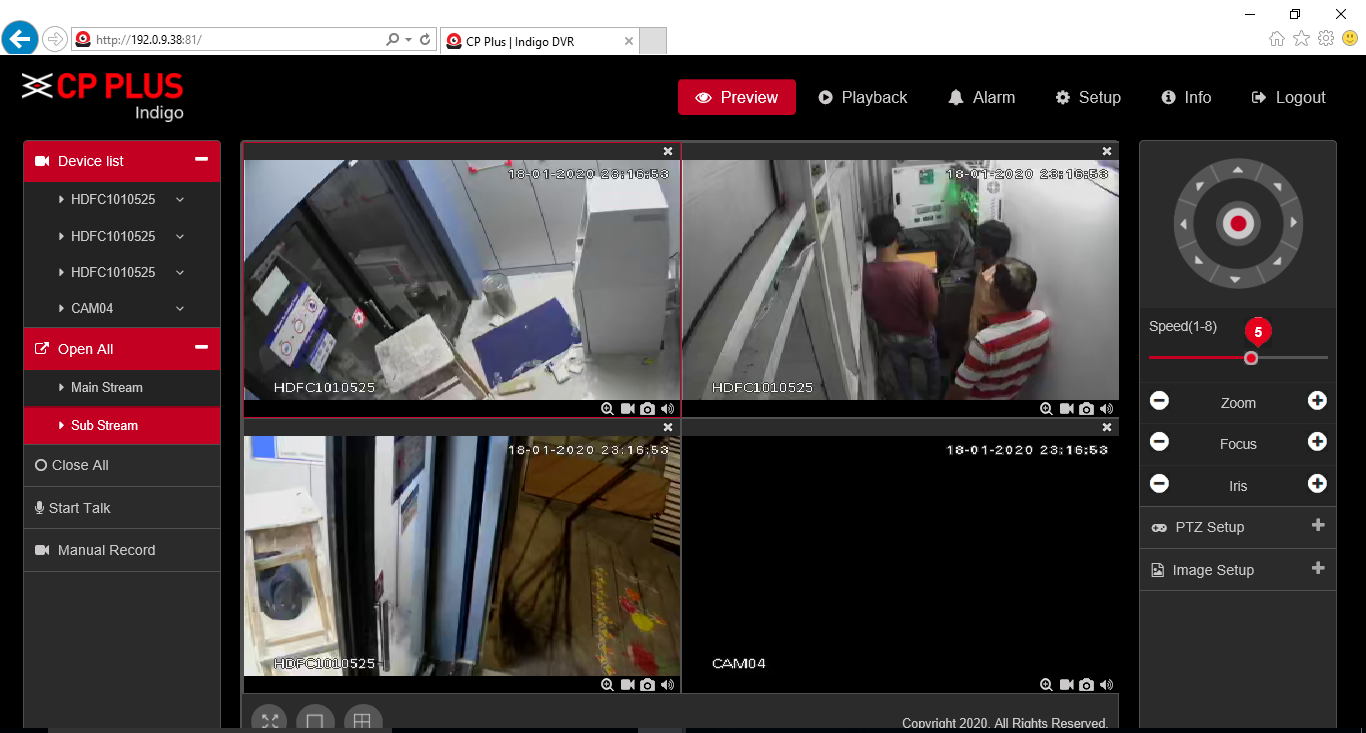 http://192.0.9.38:81/
CP Plus | Indigo DVR
CP PLUS
Indigo
Preview
Playback
Alarm
Setup
Info
Logout
Device list
HDFC1010525
HDFC1010525
HDFC1010525
CAM04
Open All
Main Stream
Sub Stream
Close All
Start Talk
Manual Record
18-01-2020 23:16:53
HDFC1010525
18-01-2020 23:16:53
HDFC1010525
18-01-2020 23:16:53
HDFC1010525
18-01-2020 23:16:53
CAM04
Speed(1-8)
5
Zoom
Focus
Iris
PTZ Setup
Image Setup
Copyright 2020. All Rights Reserved.